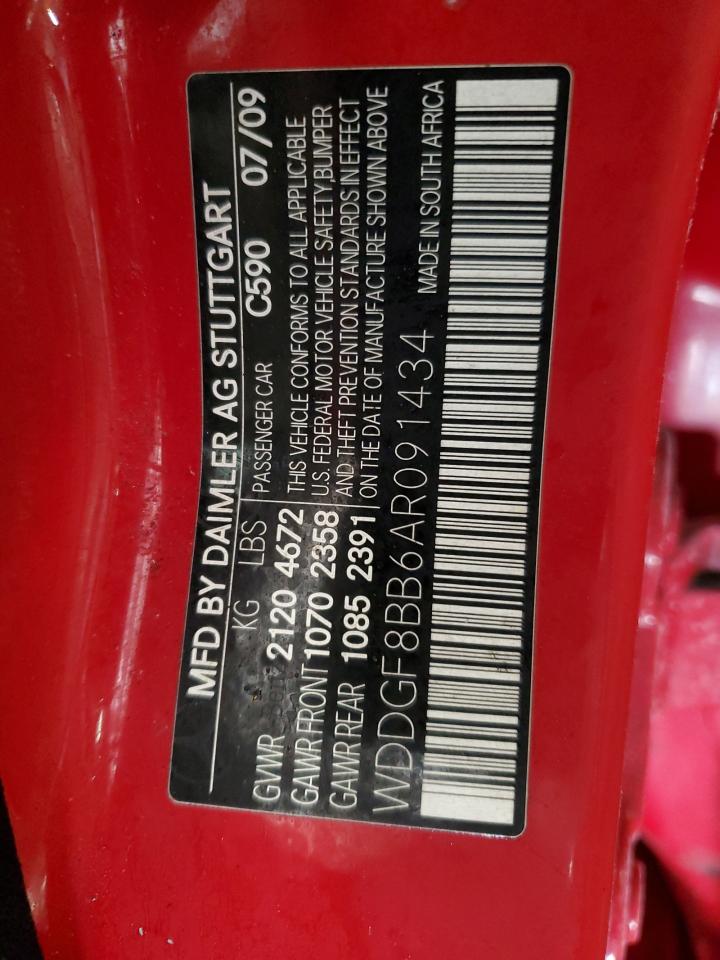 MFD BY DAIMLER AG STUTTGART
KG LBS PASSENGER CAR C590 07/09
GVWR 2120 4672 THIS VEHICLE CONFORMS TO ALL APPLICABLE
GAWR FRONT 1070 2358 U.S. FEDERAL MOTOR VEHICLE SAFETY BUMPER
GAWR REAR 1085 2391 AND THEFT PREVENTION STANDARDS IN EFFECT
ON THE DATE OF MANUFACTURE SHOWN ABOVE
WDDGF8BB6AR091434 MADE IN SOUTH AFRICA